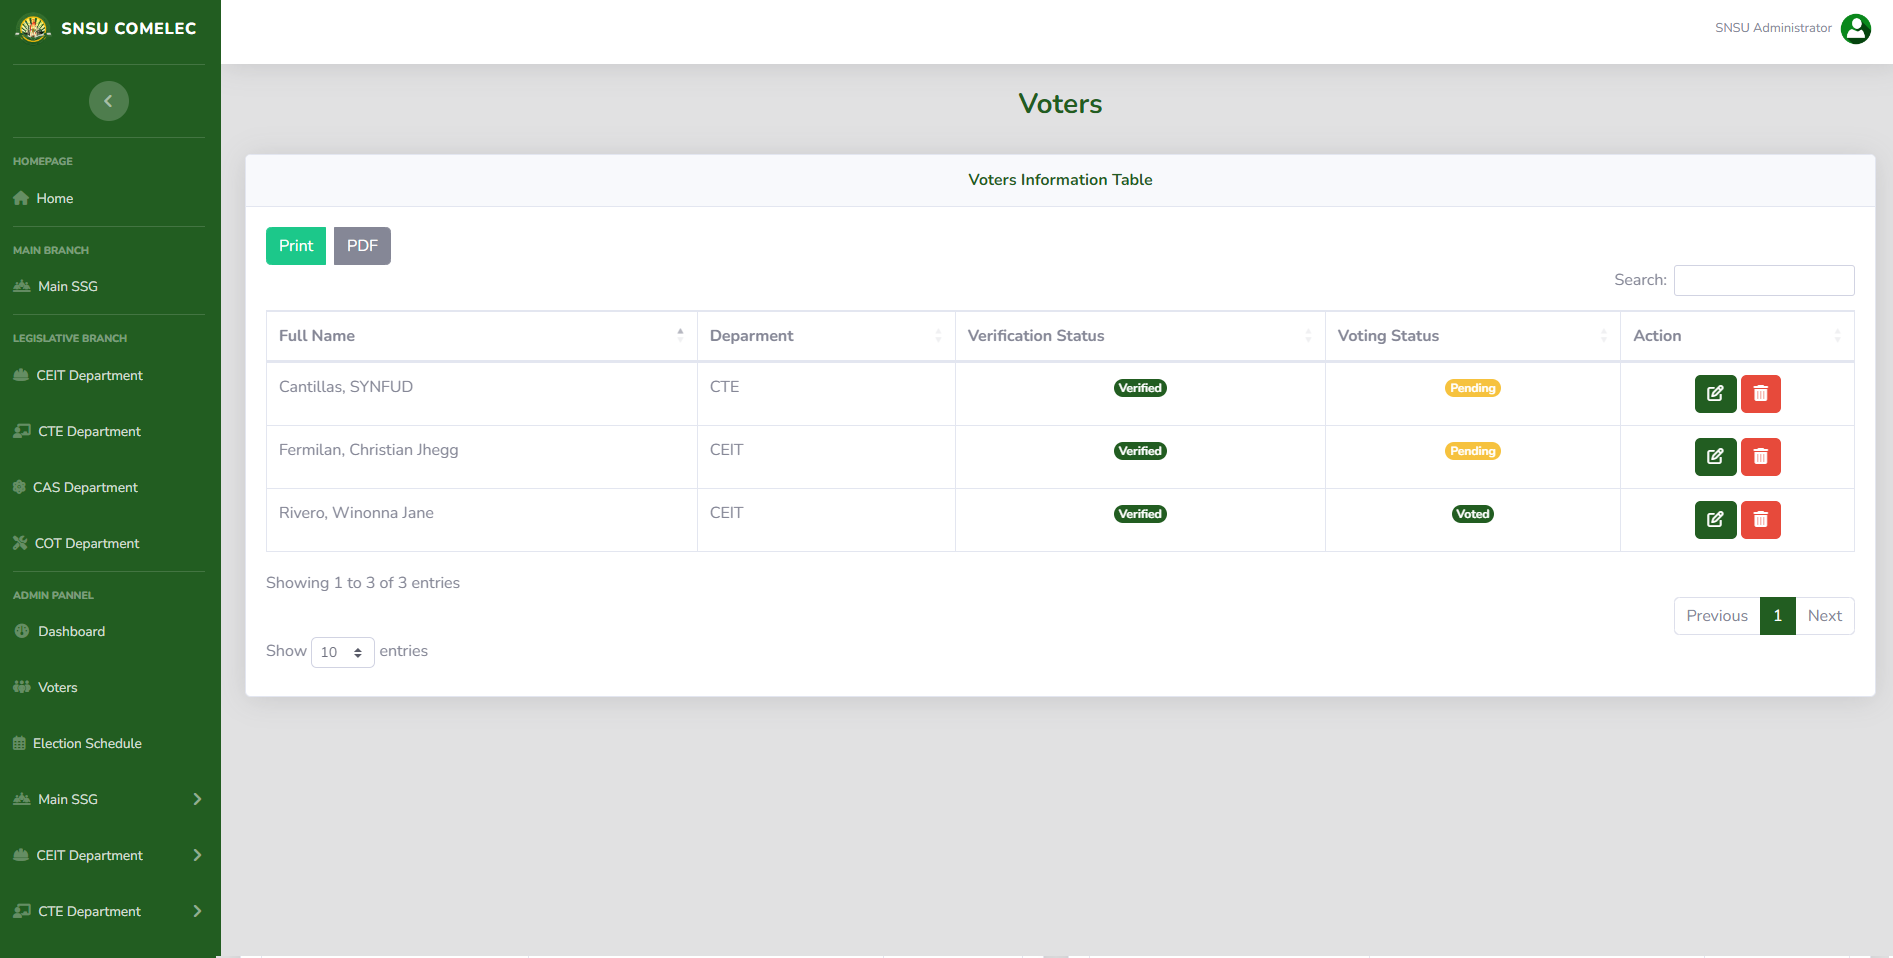 SNSU COMELEC
SNSU Administrator
HOMEPAGE
Home
MAIN BRANCH
Main SSG
LEGISLATIVE BRANCH
CEIT Department
CTE Department
CAS Department
COT Department
ADMIN PANNEL
Dashboard
Voters
Election Schedule
Main SSG
CEIT Department
CTE Department
Voters
Voters Information Table
Print PDF
Search:
Full Name Deparment Verification Status Voting Status Action
Cantillas, SYNFUD CTE Verified Pending
Fermilan, Christian Jhegg CEIT Verified Pending
Rivero, Winonna Jane CEIT Verified Voted
Showing 1 to 3 of 3 entries
Previous 1 Next
Show 10 entries